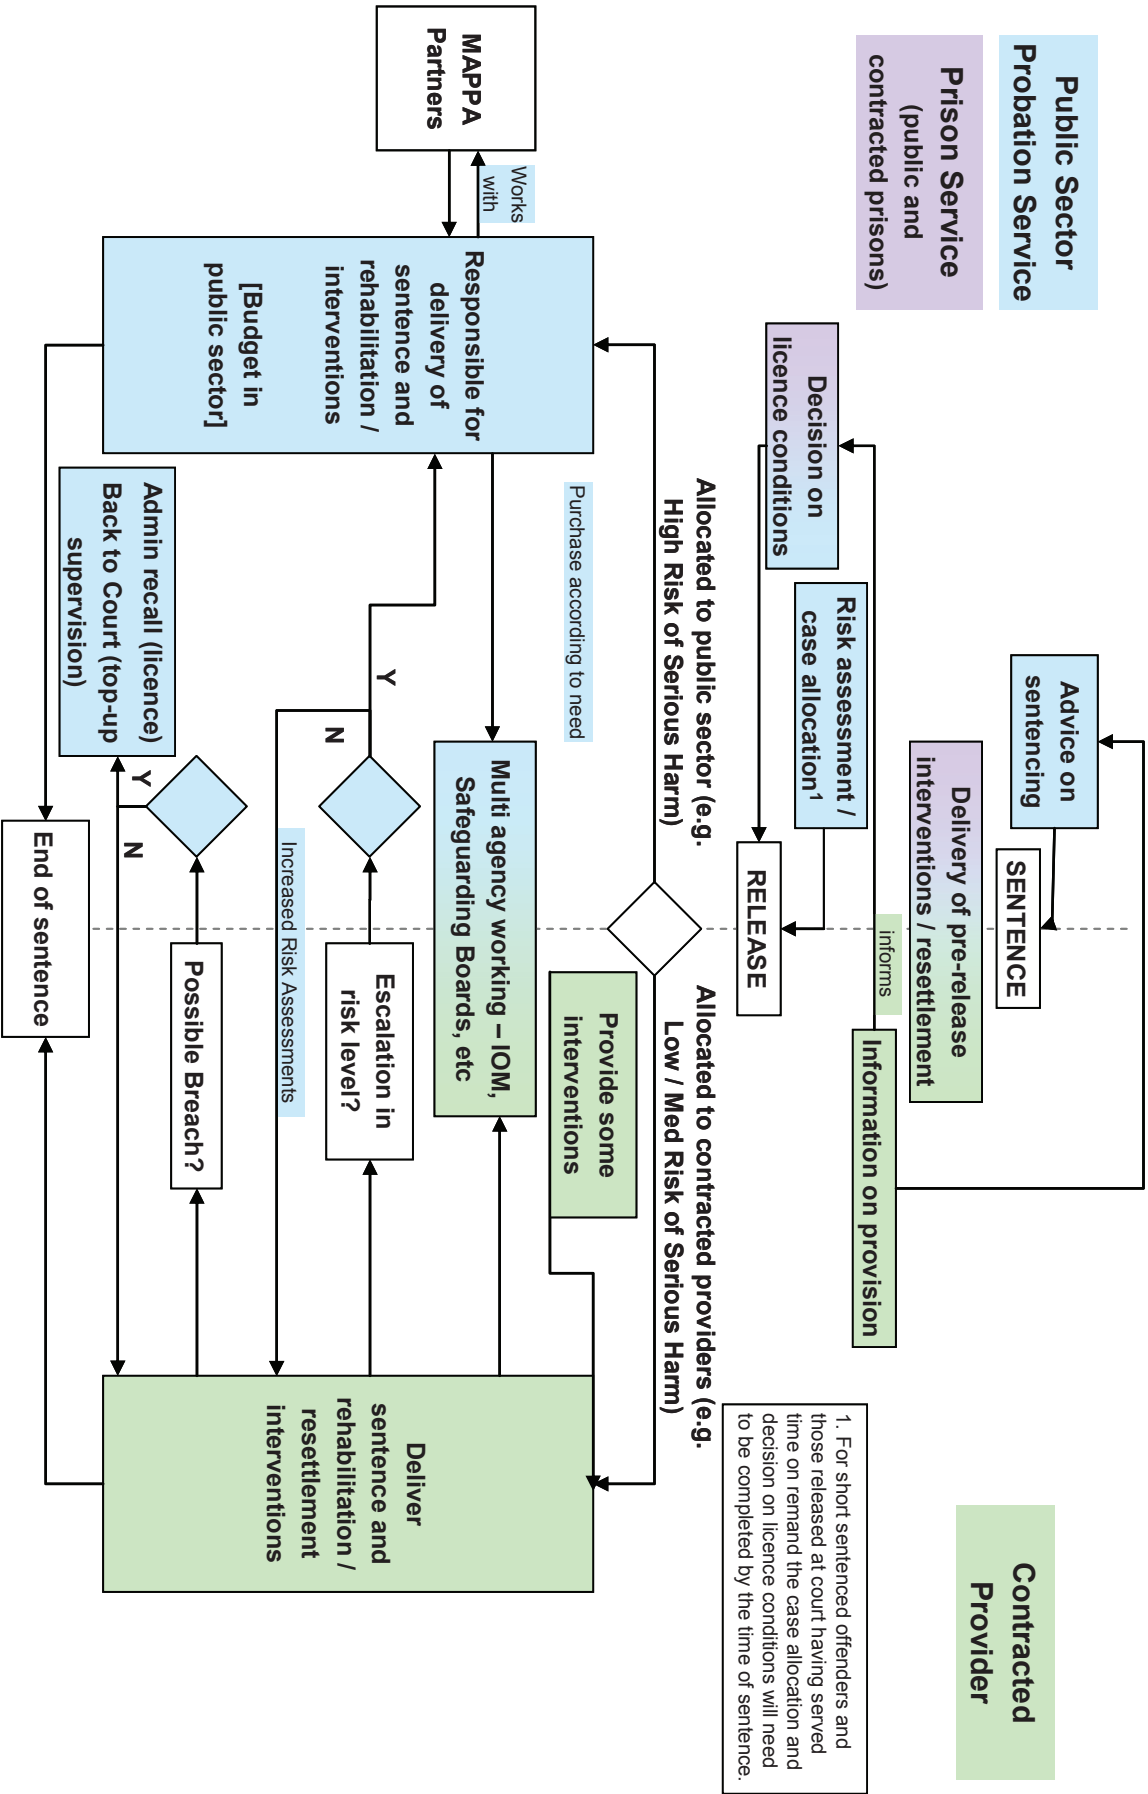 Public Sector
Probation Service
Prison Service
(public and
contracted prisons)
Contracted
Provider
Advice on
sentencing
SENTENCE
Delivery of pre-release
interventions / resettlement
informs
Information on provision
Decision on
licence conditions
Risk assessment /
case allocation¹
RELEASE
1. For short sentenced offenders and
those released at court having served
time on remand the case allocation and
decision on licence conditions will need
to be completed by the time of sentence.
Allocated to public sector (e.g.
High Risk of Serious Harm)
Allocated to contracted providers (e.g.
Low / Med Risk of Serious Harm)
MAPPA
Partners
Works
with
Responsible for
delivery of
sentence and
rehabilitation /
interventions
[Budget in
public sector]
Purchase according to need
Provide some
interventions
Multi agency working – IOM,
Safeguarding Boards, etc
Y
N
Escalation in
risk level?
Increased Risk Assessments
Deliver
sentence and
rehabilitation /
resettlement
interventions
Admin recall (licence)
Back to Court (top-up
supervision)
Y
N
Possible Breach?
End of sentence